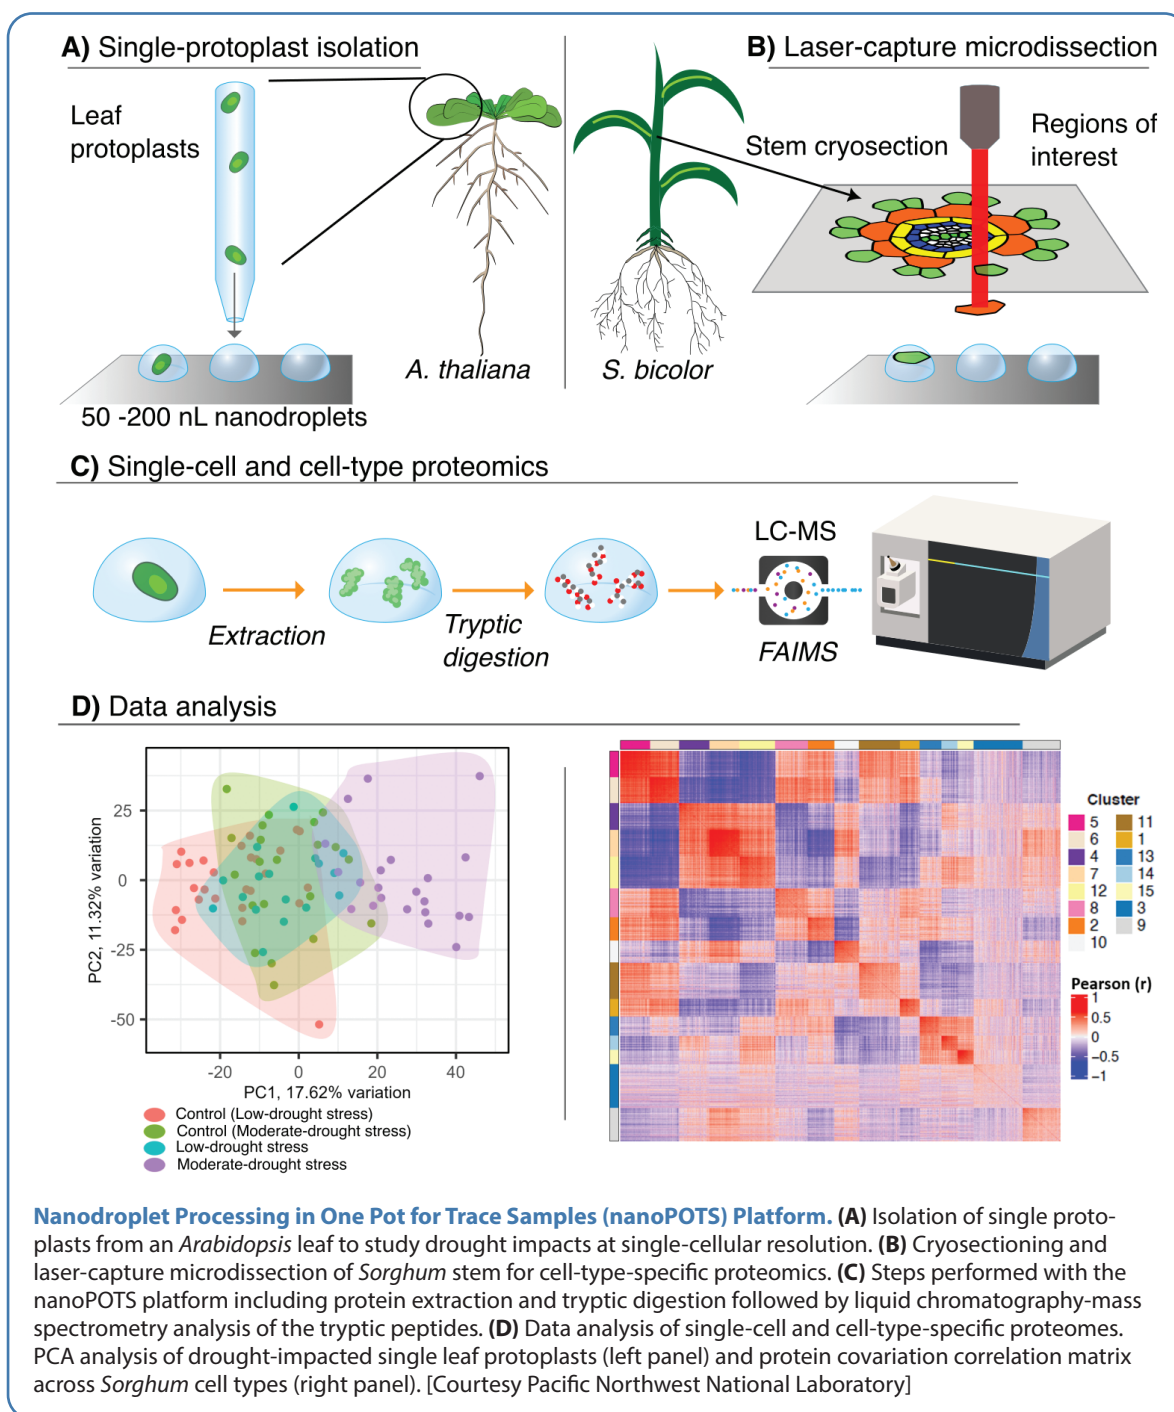 A) Single-protoplast isolation
Leaf
protoplasts
50 -200 nL nanodroplets
A. thaliana
B) Laser-capture microdissection
Stem cryosection
Regions of
interest
S. bicolor
C) Single-cell and cell-type proteomics
Extraction
Tryptic
digestion
LC-MS
FAIMS
D) Data analysis
PC2, 11.32% variation
25
0
-25
-50
-20 0 20 40
PC1, 17.62% variation
Control (Low-drought stress)
Control (Moderate-drought stress)
Low-drought stress
Moderate-drought stress
Cluster
5 11
6 1
4 13
7 14
12 15
8 3
2 9
10
Pearson (r)
1
0.5
0
−0.5
−1
Nanodroplet Processing in One Pot for Trace Samples (nanoPOTS) Platform. (A) Isolation of single proto-
plasts from an Arabidopsis leaf to study drought impacts at single-cellular resolution. (B) Cryosectioning and
laser-capture microdissection of Sorghum stem for cell-type-specific proteomics. (C) Steps performed with the
nanoPOTS platform including protein extraction and tryptic digestion followed by liquid chromatography-mass
spectrometry analysis of the tryptic peptides. (D) Data analysis of single-cell and cell-type-specific proteomes.
PCA analysis of drought-impacted single leaf protoplasts (left panel) and protein covariation correlation matrix
across Sorghum cell types (right panel). [Courtesy Pacific Northwest National Laboratory]